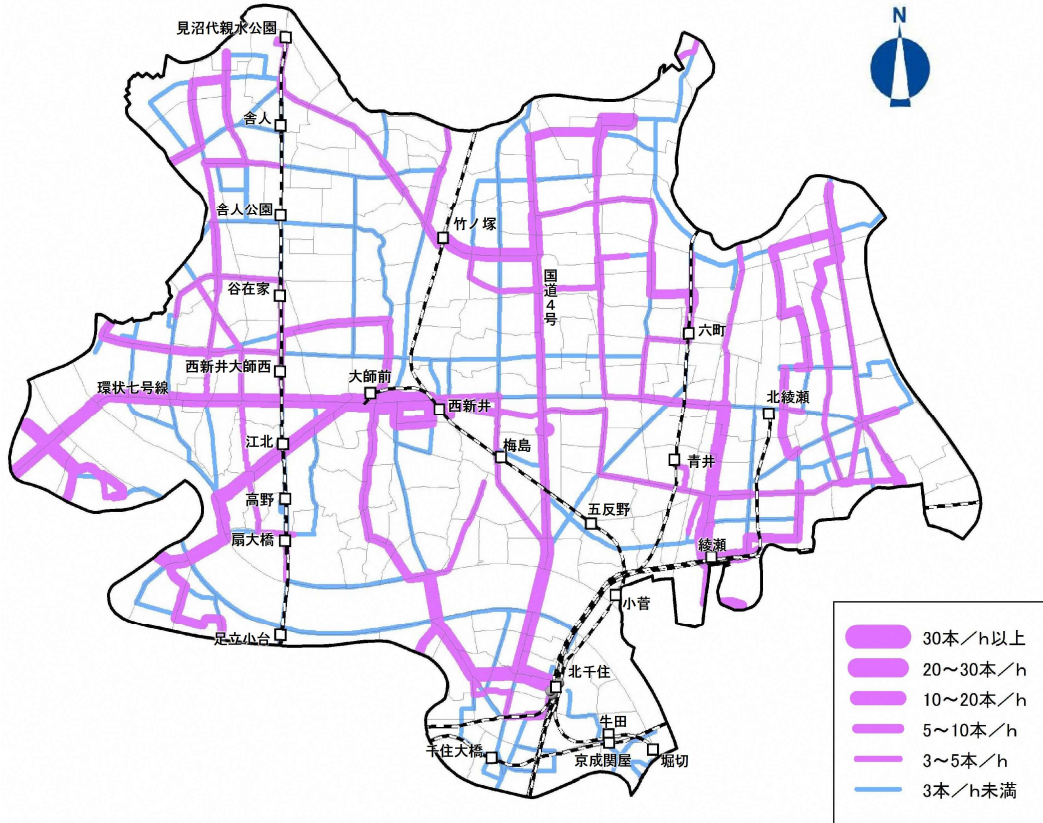 見沼代親水公園
N
舎人
舎人公園
竹ノ塚
国道4号
谷在家
六町
西新井大師西
大師前
環状七号線
西新井
北綾瀬
江北
梅島
青井
高野
五反野
扇大橋
綾瀬
小菅
足立小台
北千住
牛田
千住大橋
京成関屋
堀切
30本/h以上
20~30本/h
10~20本/h
5~10本/h
3~5本/h
3本/h未満